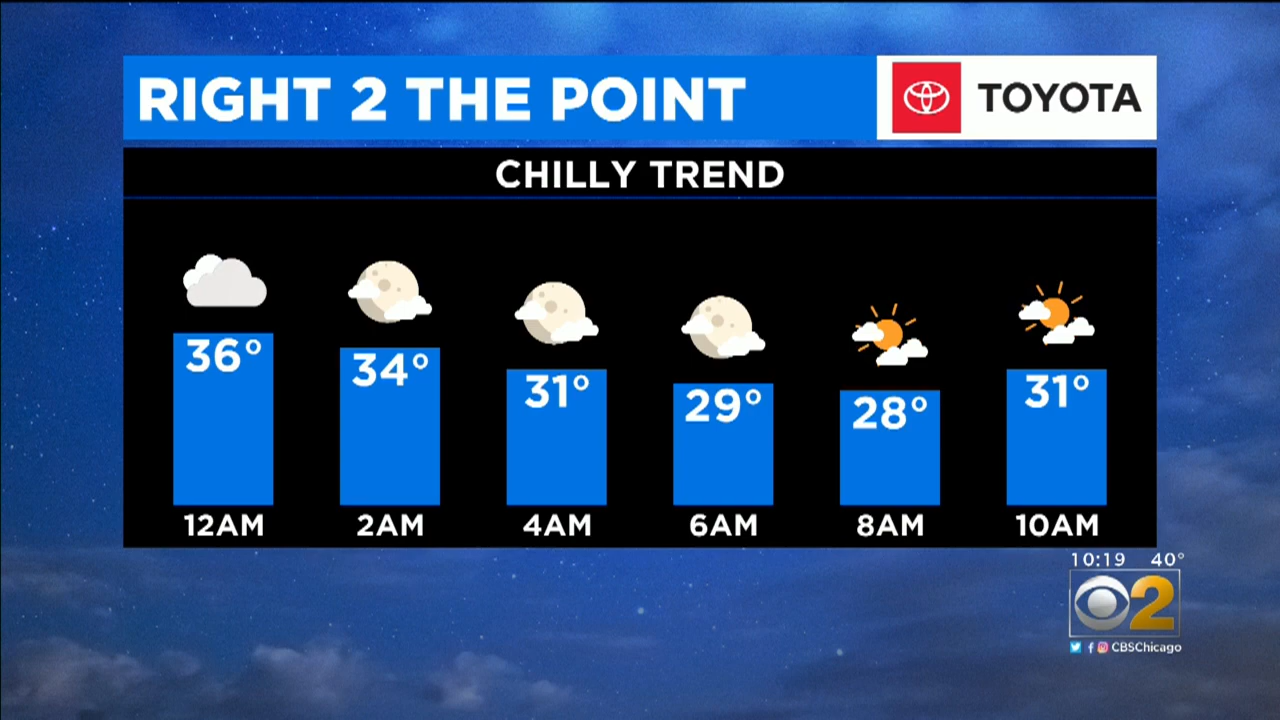 RIGHT 2 THE POINT
TOYOTA
CHILLY TREND
36° 34° 31° 29° 28° 31°
12AM 2AM 4AM 6AM 8AM 10AM
10:19 40°
2
CBSChicago